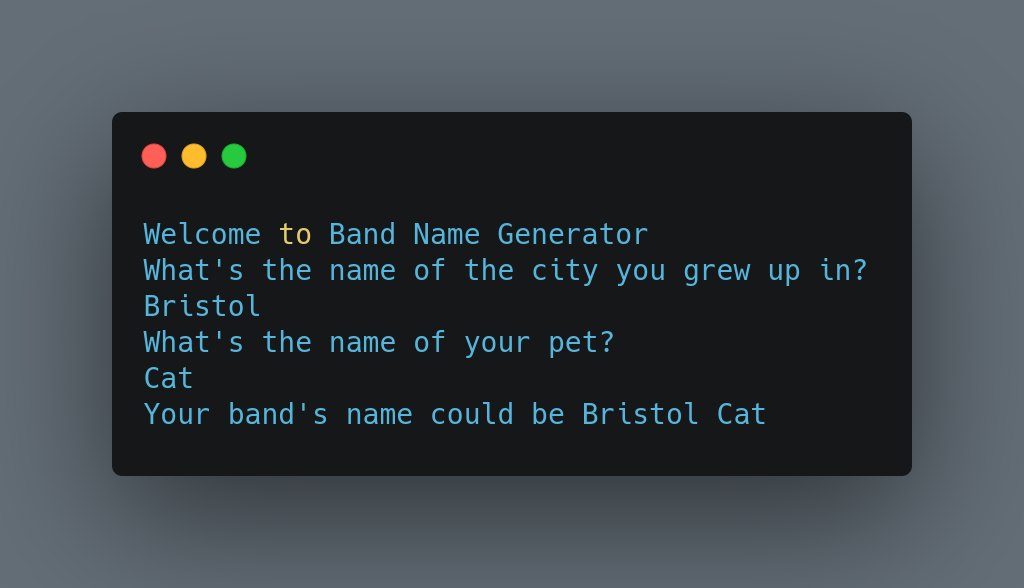 Welcome to Band Name Generator
What's the name of the city you grew up in?
Bristol
What's the name of your pet?
Cat
Your band's name could be Bristol Cat